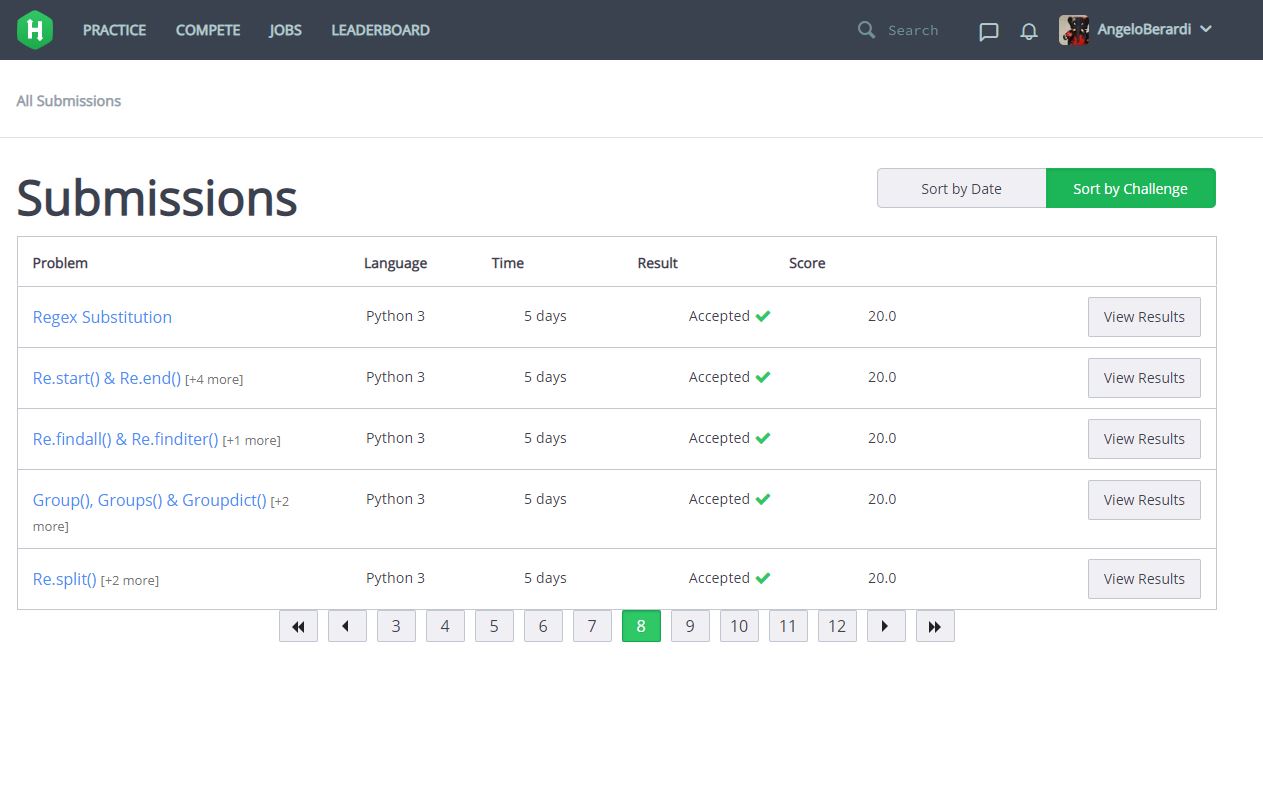 H PRACTICE COMPETE JOBS LEADERBOARD Search AngeloBerardi
All Submissions
Submissions Sort by Date Sort by Challenge
Problem Language Time Result Score
Regex Substitution Python 3 5 days Accepted 20.0 View Results
Re.start() & Re.end() [+4 more] Python 3 5 days Accepted 20.0 View Results
Re.findall() & Re.finditer() [+1 more] Python 3 5 days Accepted 20.0 View Results
Group(), Groups() & Groupdict() [+2 Python 3 5 days Accepted 20.0 View Results
more]
Re.split() [+2 more] Python 3 5 days Accepted 20.0 View Results
3 4 5 6 7 8 9 10 11 12